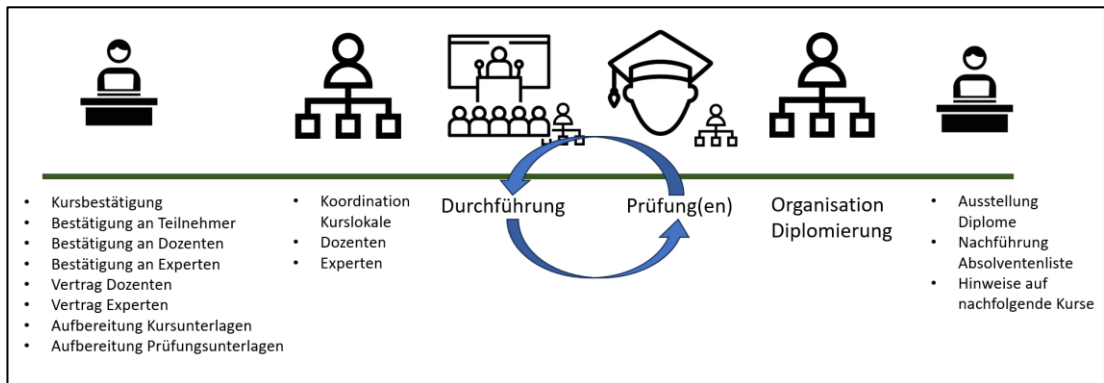 Kursbestätigung
Bestätigung an Teilnehmer
Bestätigung an Dozenten
Bestätigung an Experten
Vertrag Dozenten
Vertrag Experten
Aufbereitung Kursunterlagen
Aufbereitung Prüfungsunterlagen
Koordination
Kurslokale
Dozenten
Experten
Durchführung
Prüfung(en)
Organisation
Diplomierung
Ausstellung
Diplome
Nachführung
Absolventenliste
Hinweise auf
nachfolgende Kurse